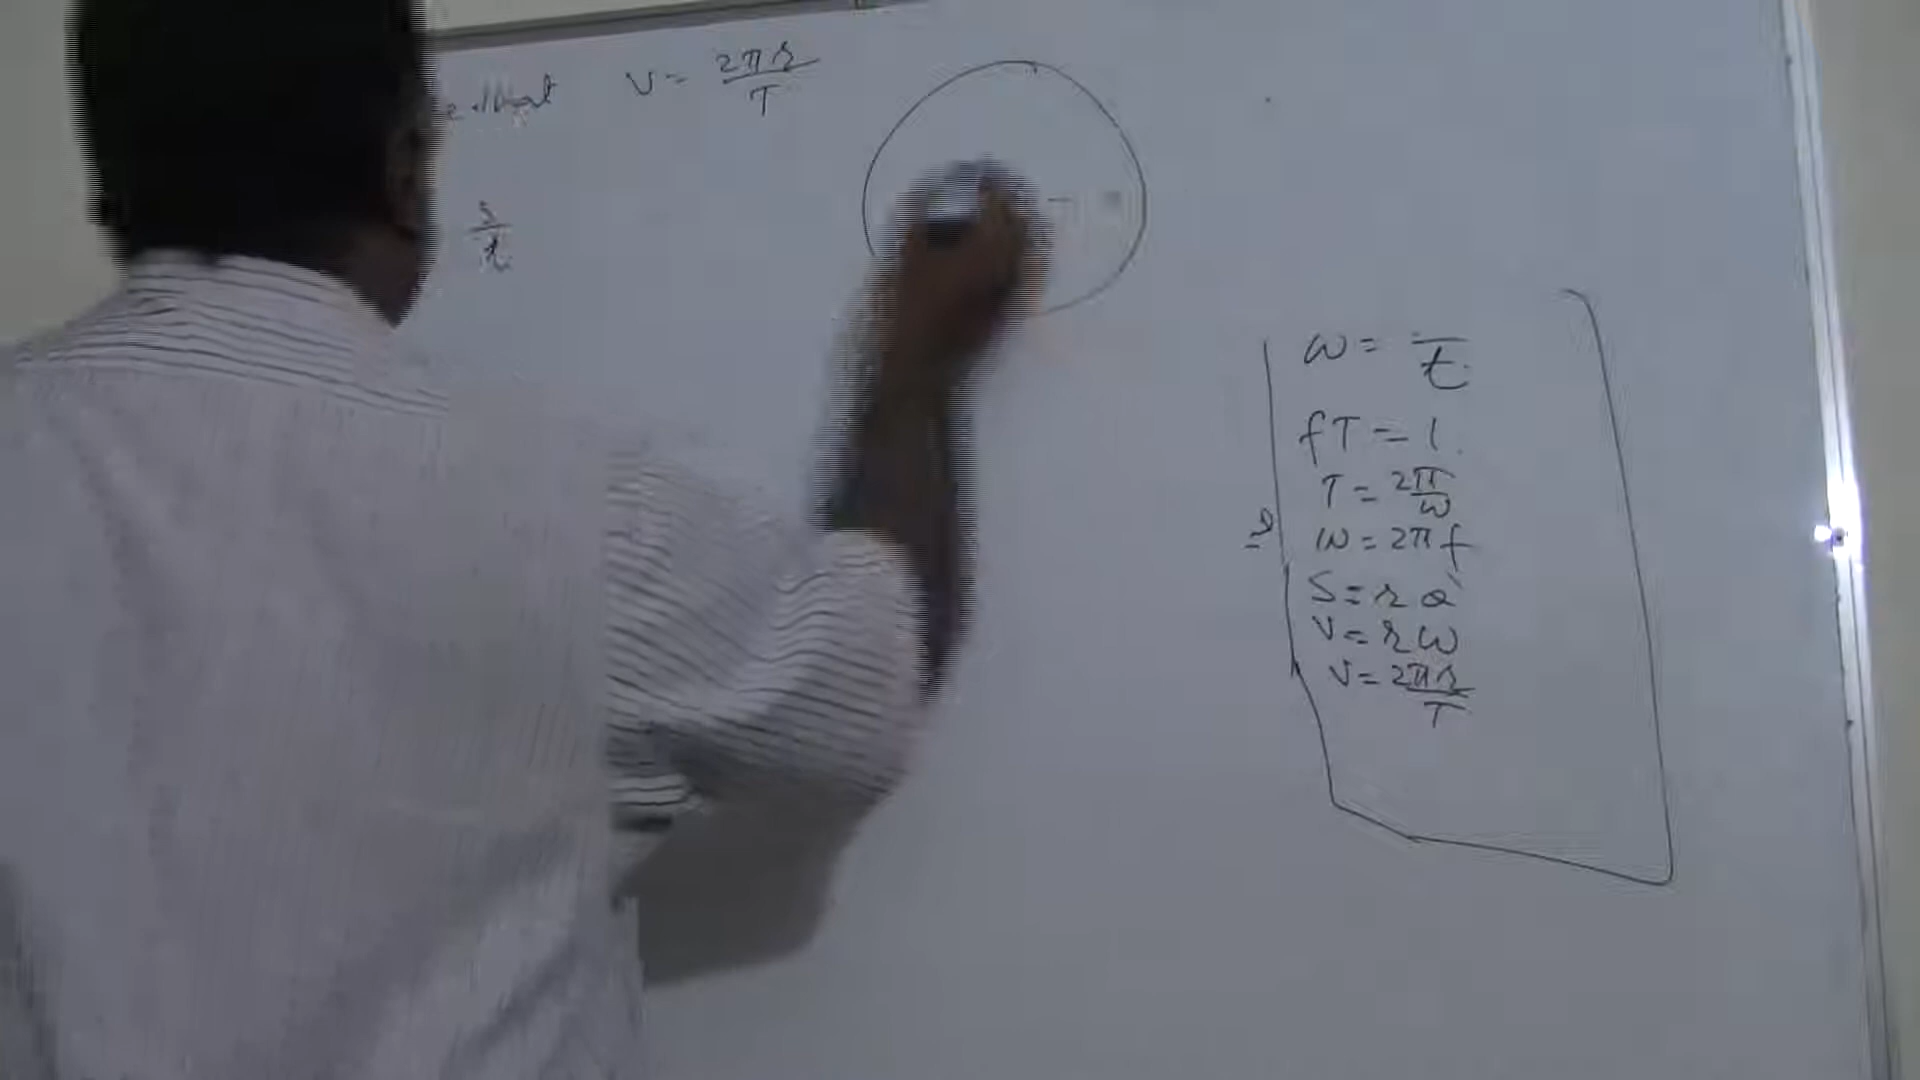 V = 2πr/T
s/t
ω = /t
fT = 1
T = 2π/ω
ω = 2πf
S = rθ
V = rω
V = 2πr/T